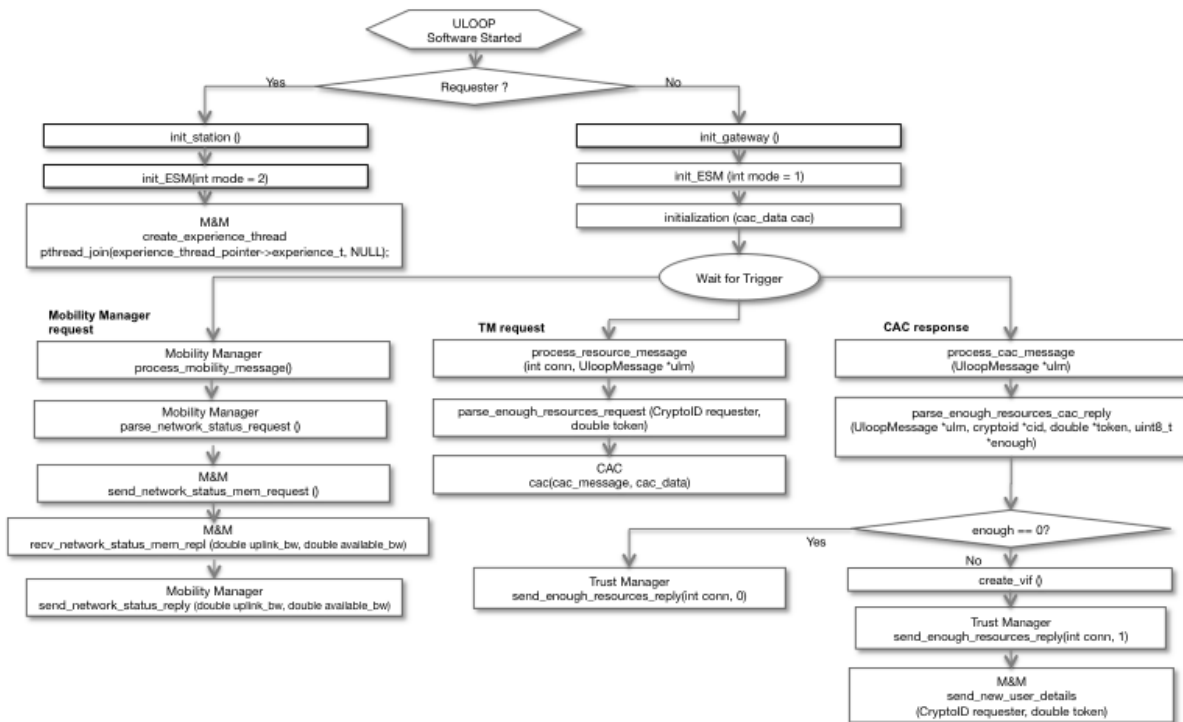 ULOOP
Software Started
Requester ?
Yes
No
init_station ()
init_gateway ()
init_ESM(int mode = 2)
init_ESM (int mode = 1)
M&M
create_experience_thread
pthread_join(experience_thread_pointer->experience_t, NULL);
initialization (cac_data cac)
Wait for Trigger
Mobility Manager
request
TM request
CAC response
Mobility Manager
process_mobility_message()
process_resource_message
(int conn, UloopMessage *ulm)
process_cac_message
(UloopMessage *ulm)
Mobility Manager
parse_network_status_request ()
parse_enough_resources_request (CryptoID requester,
double token)
parse_enough_resources_cac_reply
(UloopMessage *ulm, cryptoid *cid, double *token, uint8_t
*enough)
M&M
send_network_status_mem_request ()
CAC
cac(cac_message, cac_data)
M&M
recv_network_status_mem_repl (double uplink_bw, double available_bw)
enough == 0?
Yes
No
Mobility Manager
send_network_status_reply (double uplink_bw, double available_bw)
Trust Manager
send_enough_resources_reply(int conn, 0)
create_vif ()
Trust Manager
send_enough_resources_reply(int conn, 1)
M&M
send_new_user_details
(CryptoID requester, double token)